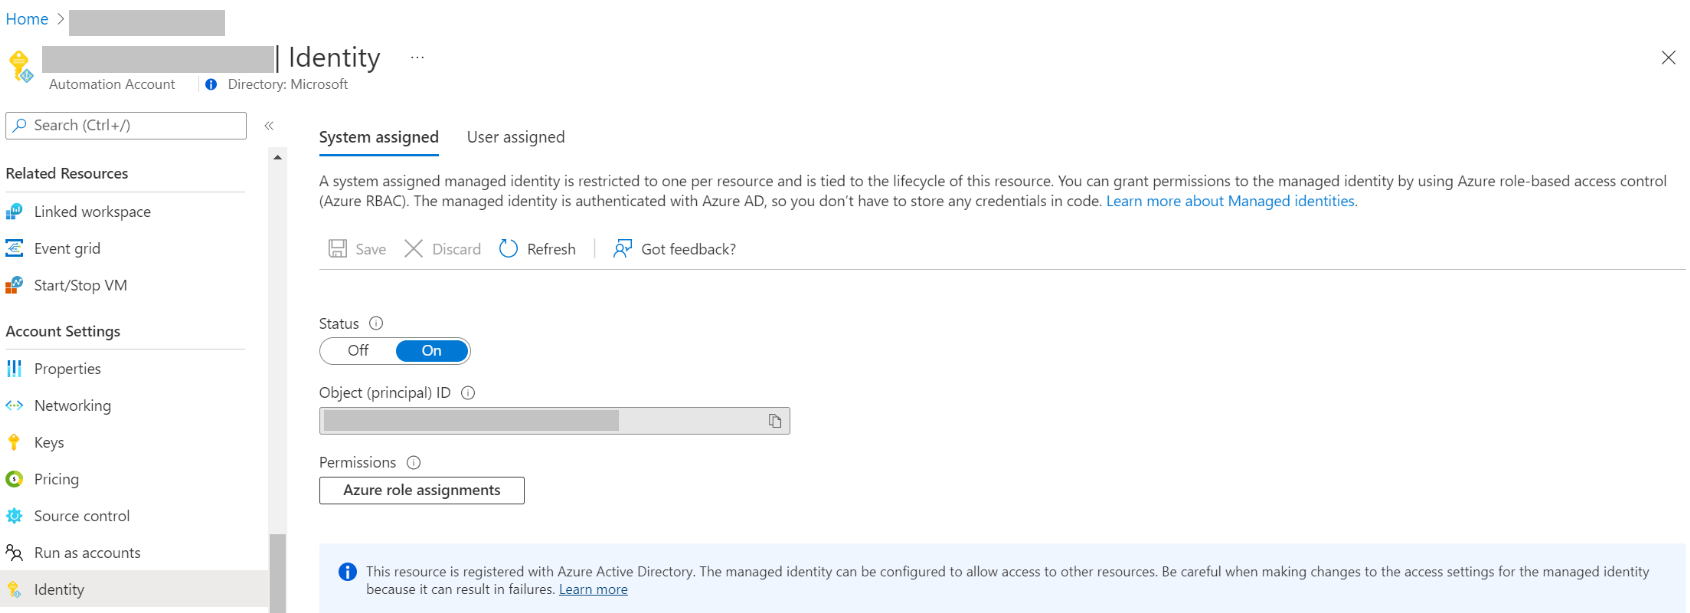 Home >
| Identity ...
Automation Account Directory: Microsoft
Search (Ctrl+/) «
Related Resources
Linked workspace
Event grid
Start/Stop VM
Account Settings
Properties
Networking
Keys
Pricing
Source control
Run as accounts
Identity
System assigned User assigned
A system assigned managed identity is restricted to one per resource and is tied to the lifecycle of this resource. You can grant permissions to the managed identity by using Azure role-based access control
(Azure RBAC). The managed identity is authenticated with Azure AD, so you don't have to store any credentials in code. Learn more about Managed identities.
Save Discard Refresh Got feedback?
Status
Off On
Object (principal) ID
Permissions
Azure role assignments
This resource is registered with Azure Active Directory. The managed identity can be configured to allow access to other resources. Be careful when making changes to the access settings for the managed identity
because it can result in failures. Learn more